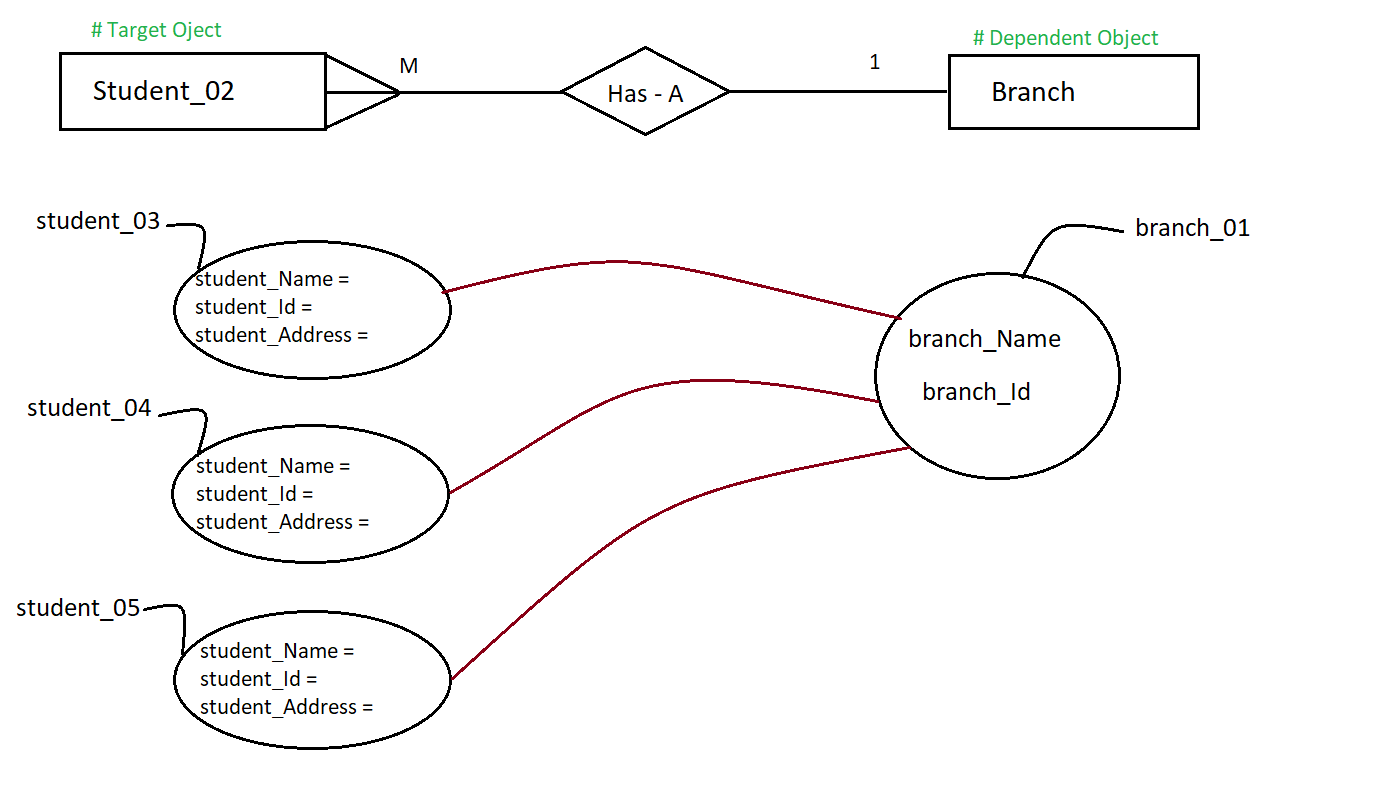 # Target Oject
# Dependent Object
M
1
Student_02
Has - A
Branch
student_03
branch_01
student_Name =
student_Id =
student_Address =
branch_Name
branch_Id
student_04
student_Name =
student_Id =
student_Address =
student_05
student_Name =
student_Id =
student_Address =